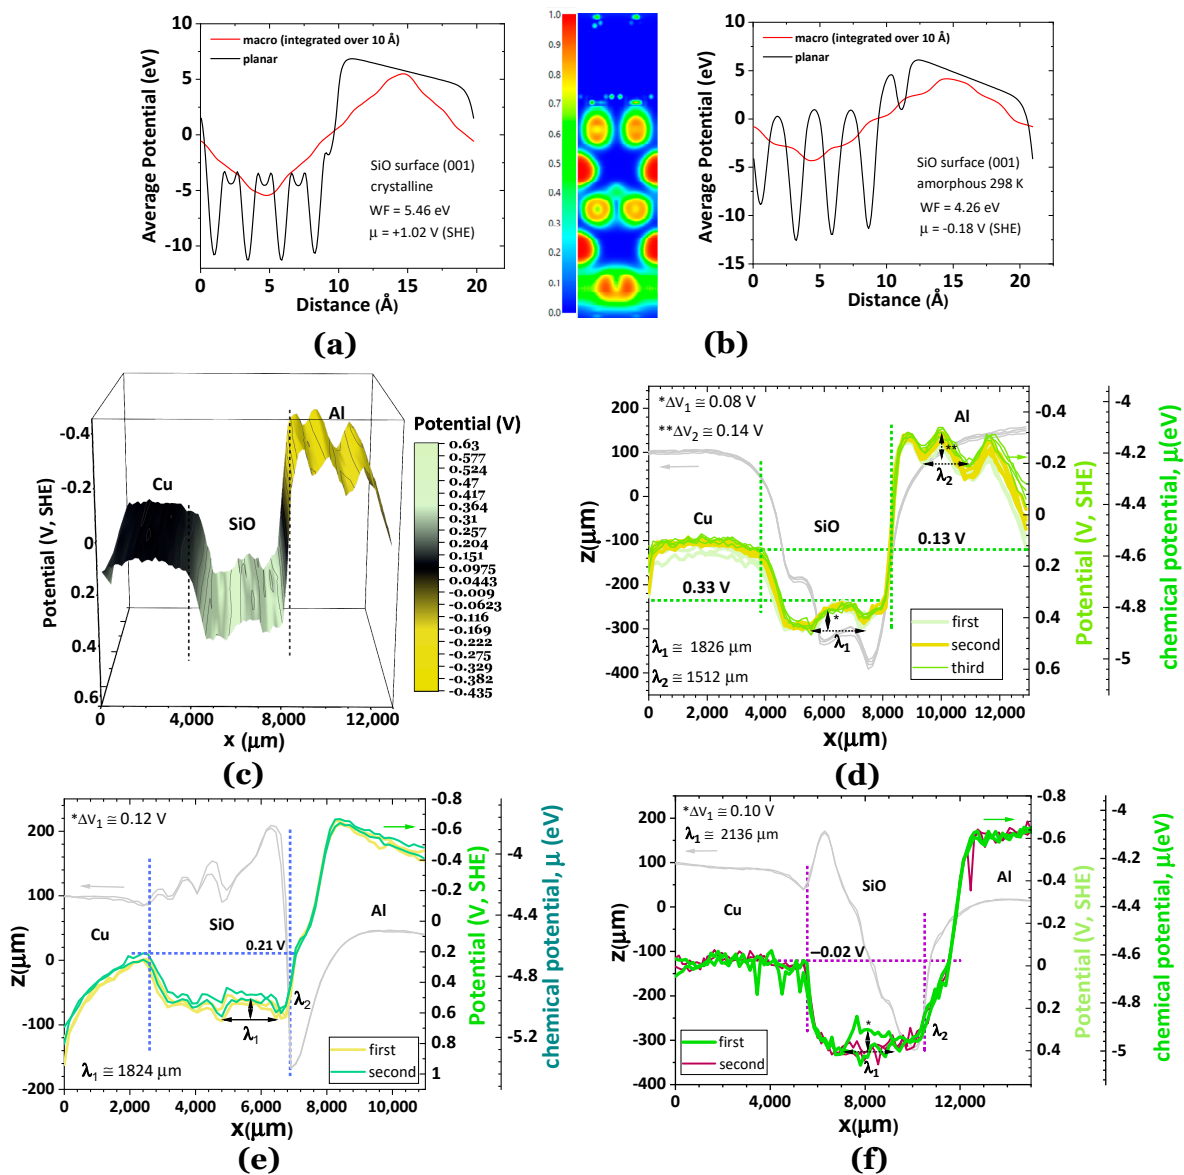 10
5
0
-5
-10
Average Potential (eV)
macro (integrated over 10 Å)
planar
SiO surface (001)
crystalline
WF = 5.46 eV
μ = +1.02 V (SHE)
0 5 10 15 20
Distance (Å)
(a)
1.0
0.9
0.8
0.7
0.6
0.5
0.4
0.3
0.2
0.1
0.0
10
5
0
-5
-10
-15
Average Potential (eV)
macro (integrated over 10 Å)
planar
SiO surface (001)
amorphous 298 K
WF = 4.26 eV
μ = -0.18 V (SHE)
0 5 10 15 20
Distance (Å)
(b)
-0.4
-0.2
0
0.2
0.4
0.6
Potential (V, SHE)
Cu
SiO
Al
0 4,000 8,000 12,000
x (μm)
Potential (V)
0.63
0.577
0.524
0.47
0.417
0.364
0.31
0.257
0.204
0.151
0.0975
0.0443
-0.009
-0.0623
-0.116
-0.169
-0.222
-0.275
-0.329
-0.382
-0.435
(c)
200
100
0
-100
-200
-300
-400
z(μm)
*ΔV1 ≅ 0.08 V
**ΔV2 ≅ 0.14 V
Cu
SiO
Al
**
λ2
0.13 V
0.33 V
*
λ1
λ1 ≅ 1826 μm
λ2 ≅ 1512 μm
first
second
third
0 2,000 4,000 6,000 8,000 10,000 12,000
x(μm)
-0.4
-0.2
0
0.2
0.4
0.6
Potential (V, SHE)
-4
-4.2
-4.4
-4.6
-4.8
-5
chemical potential, μ(eV)
(d)
200
100
0
-100
-200
z(μm)
*ΔV1 ≅ 0.12 V
Cu
SiO
Al
0.21 V
λ2
λ1
λ1 ≅ 1824 μm
first
second
0 2,000 4,000 6,000 8,000 10,000
x(μm)
-0.8
-0.6
-0.4
-0.2
0
0.2
0.4
0.6
0.8
1
Potential (V, SHE)
-4
-4.4
-4.8
-5.2
chemical potential, μ (eV)
(e)
200
100
0
-100
-200
-300
-400
z(μm)
*ΔV1 ≅ 0.10 V
λ1 ≅ 2136 μm
Cu
SiO
Al
–0.02 V
*
λ1
λ2
first
second
0 4,000 8,000 12,000
x(μm)
-0.8
-0.6
-0.4
-0.2
0
0.2
0.4
Potential (V, SHE)
-4
-4.2
-4.4
-4.6
-4.8
-5
chemical potential, μ(eV)
(f)